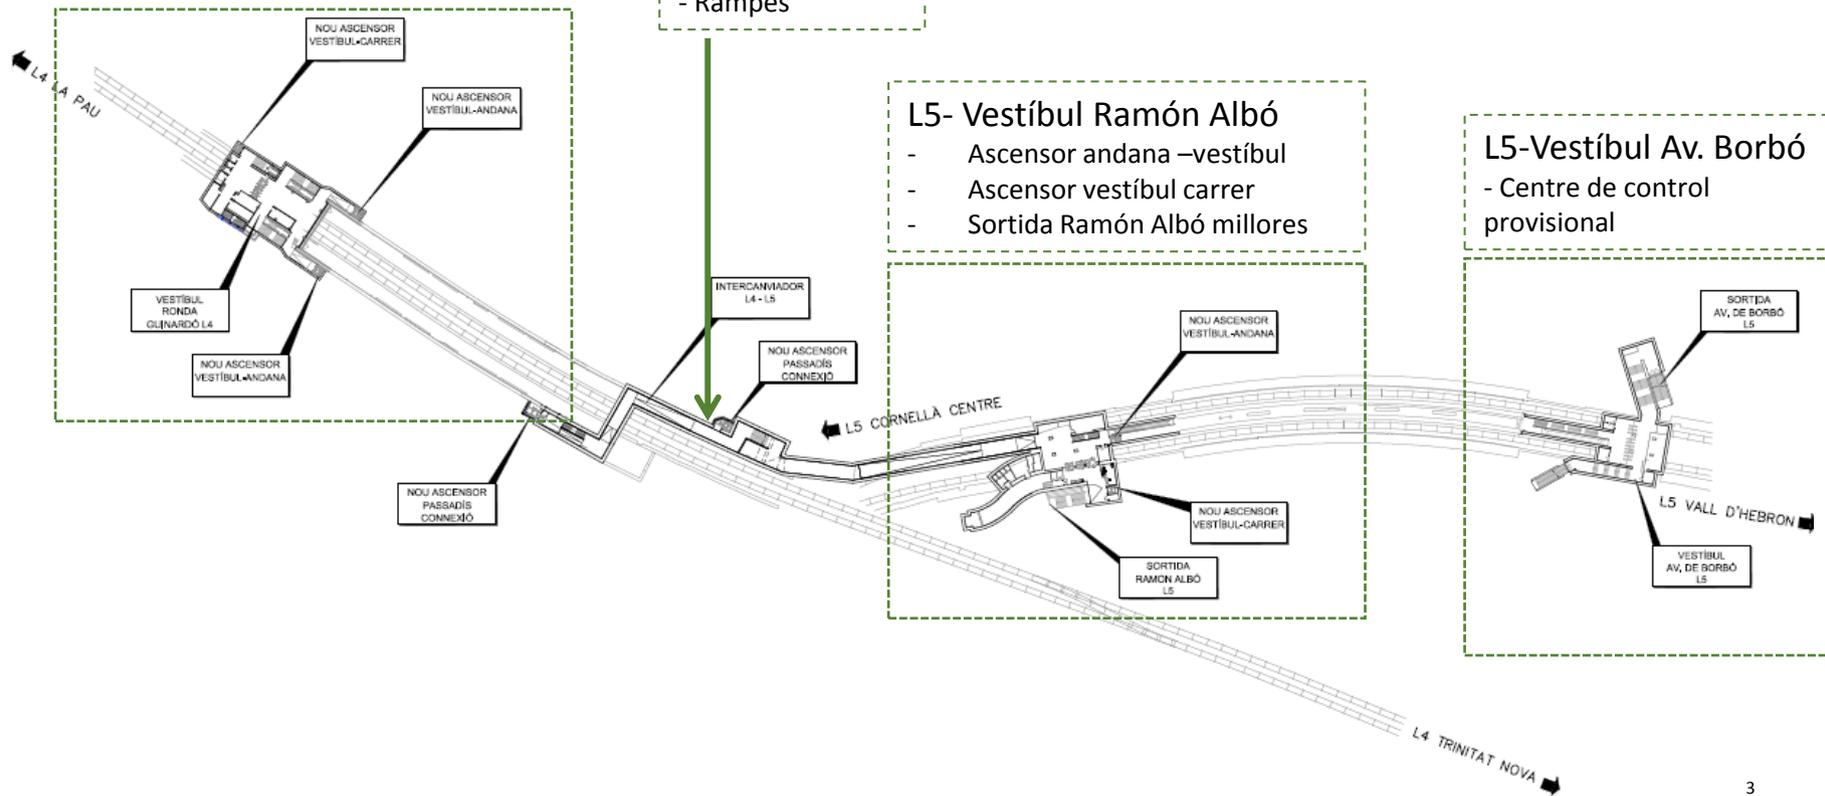 - Rampes
NOU ASCENSOR
VESTÍBUL-CARRER
L4 LA PAU
NOU ASCENSOR
VESTÍBUL-ANDANA
L5- Vestíbul Ramón Albó
- Ascensor andana –vestíbul
- Ascensor vestíbul carrer
- Sortida Ramón Albó millores
L5-Vestíbul Av. Borbó
- Centre de control
provisional
VESTÍBUL
RONDA
GUINARDÓ L4
NOU ASCENSOR
VESTÍBUL-ANDANA
INTERCANVIADOR
L4 - L5
NOU ASCENSOR
PASSADÍS
CONNEXIÓ
NOU ASCENSOR
VESTÍBUL-ANDANA
SORTIDA
AV, DE BORBÓ
L5
L5 CORNELLÀ CENTRE
NOU ASCENSOR
PASSADÍS
CONNEXIÓ
NOU ASCENSOR
VESTÍBUL-CARRER
L5 VALL D'HEBRON
SORTIDA
RAMON ALBÓ
L5
VESTÍBUL
AV, DE BORBÓ
L5
L4 TRINITAT NOVA
3